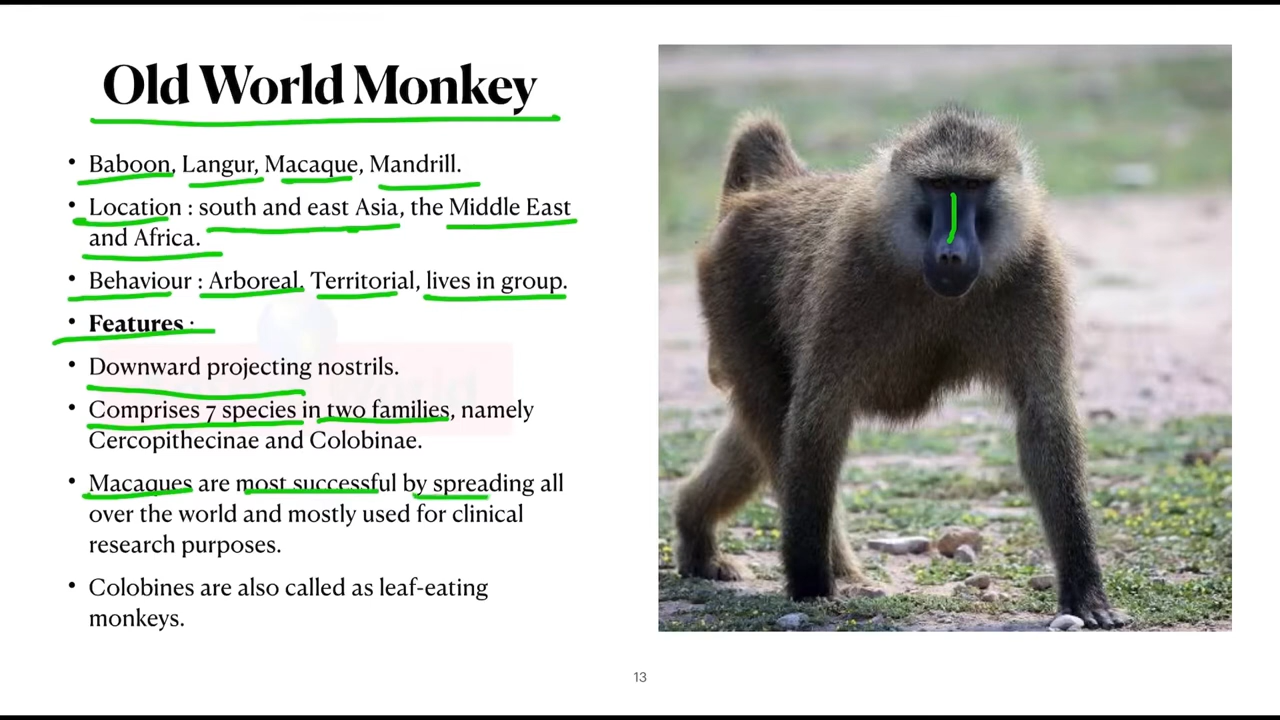 Old World Monkey
• Baboon, Langur, Macaque, Mandrill.
• Location : south and east Asia, the Middle East
and Africa.
• Behaviour : Arboreal, Territorial, lives in group.
• Features :
• Downward projecting nostrils.
• Comprises 7 species in two families, namely
Cercopithecinae and Colobinae.
• Macaques are most successful by spreading all
over the world and mostly used for clinical
research purposes.
• Colobines are also called as leaf-eating
monkeys.
13